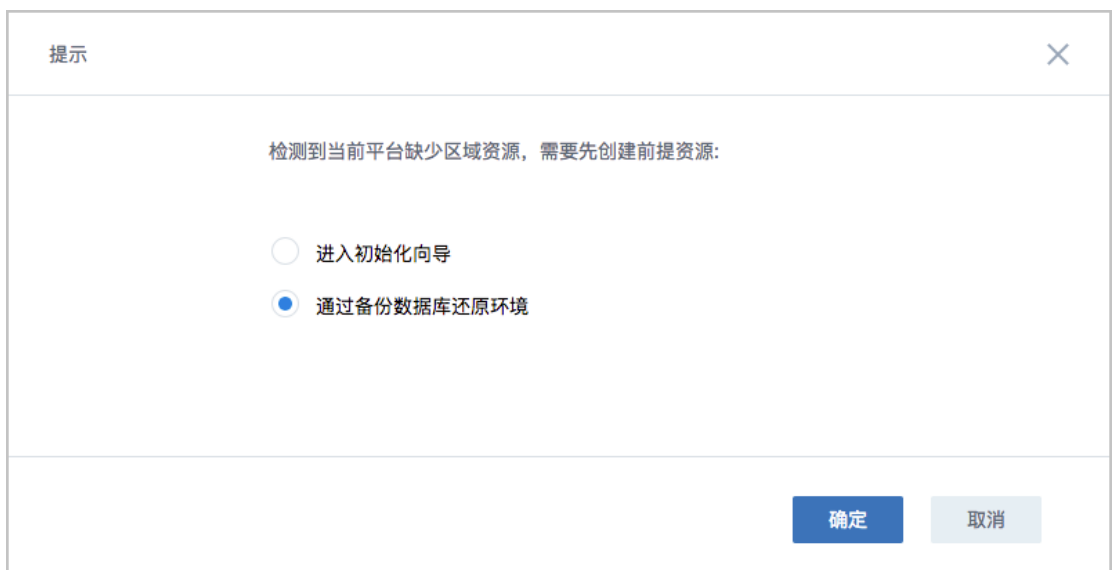 提示
检测到当前平台缺少区域资源，需要先创建前提资源:
进入初始化向导
通过备份数据库还原环境
确定
取消